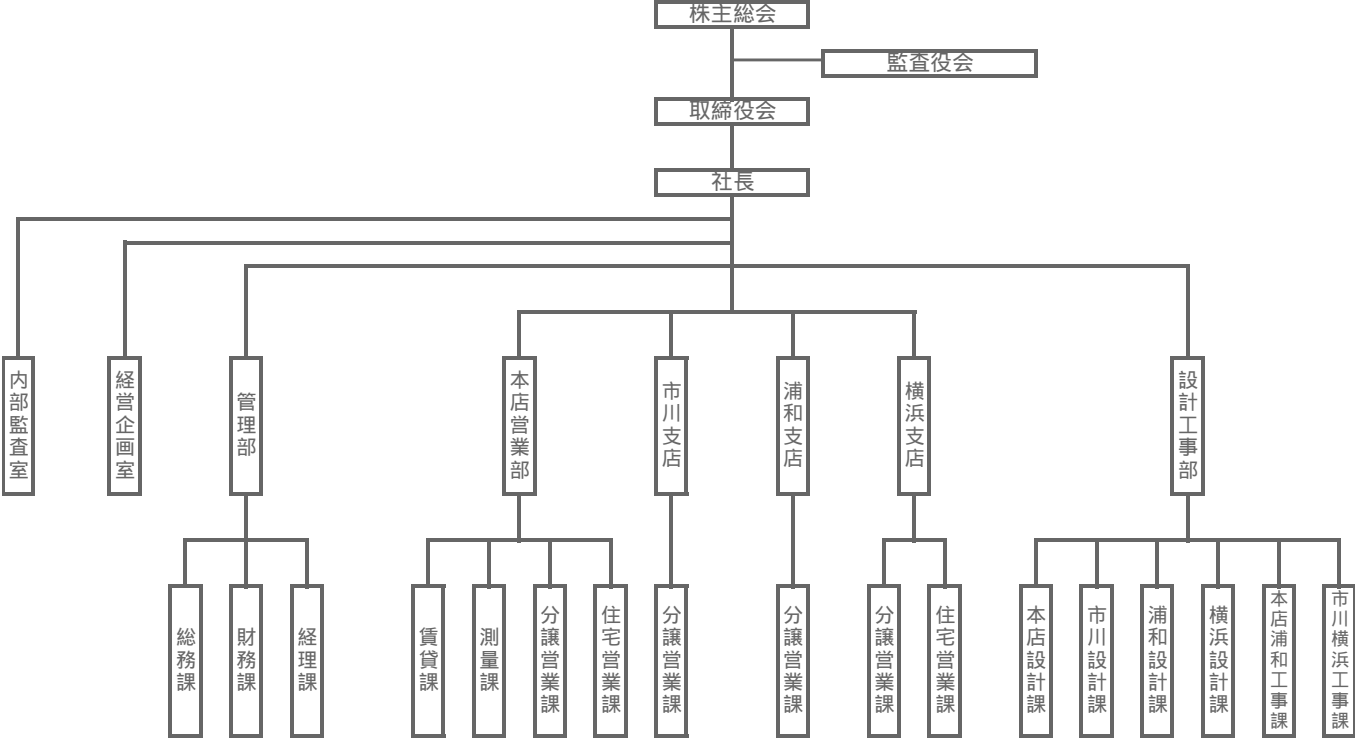 株主総会
監査役会
取締役会
社長
内部監査室
経営企画室
管理部
本店営業部
市川支店
浦和支店
横浜支店
設計工事部
総務課
財務課
経理課
賃貸課
測量課
分譲営業課
住宅営業課
分譲営業課
分譲営業課
分譲営業課
住宅営業課
本店設計課
市川設計課
浦和設計課
横浜設計課
本店浦和工事課
市川横浜工事課